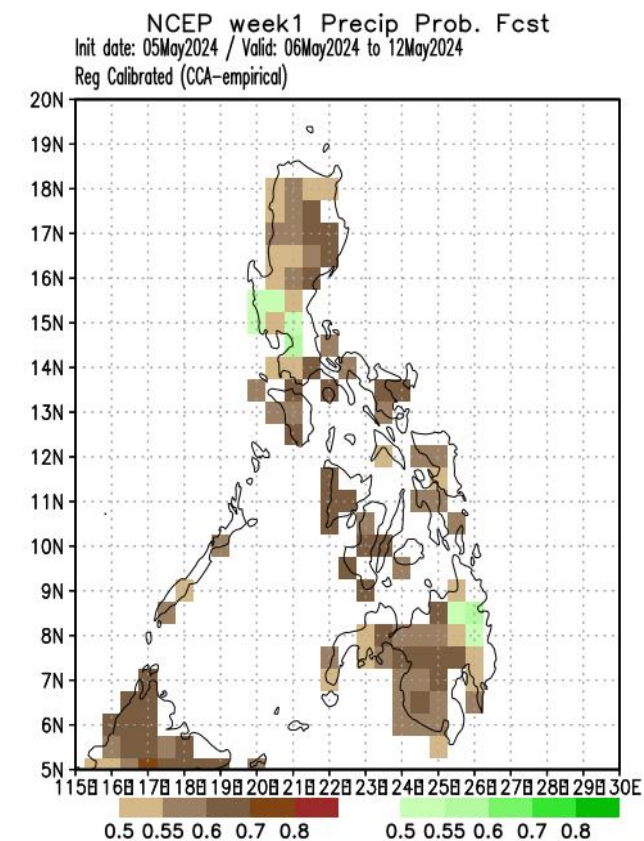 NCEP week1 Precip Prob. Fcst
Init date: 05May2024 / Valid: 06May2024 to 12May2024
Reg Calibrated (CCA-empirical)
20N
19N
18N
17N
16N
15N
14N
13N
12N
11N
10N
9N
8N
7N
6N
5N
115E 116E 117E 118E 119E 120E 121E 122E 123E 124E 125E 126E 127E 128E 129E 130E
0.5 0.55 0.6 0.7 0.8 0.5 0.55 0.6 0.7 0.8